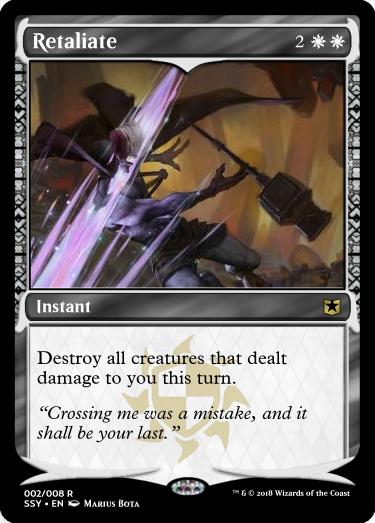 Retaliate 2
Instant
Destroy all creatures that dealt
damage to you this turn.
“Crossing me was a mistake, and it
shall be your last.”
002/008 R
SSY • EN Marius Bota
™ & © 2018 Wizards of the Coast